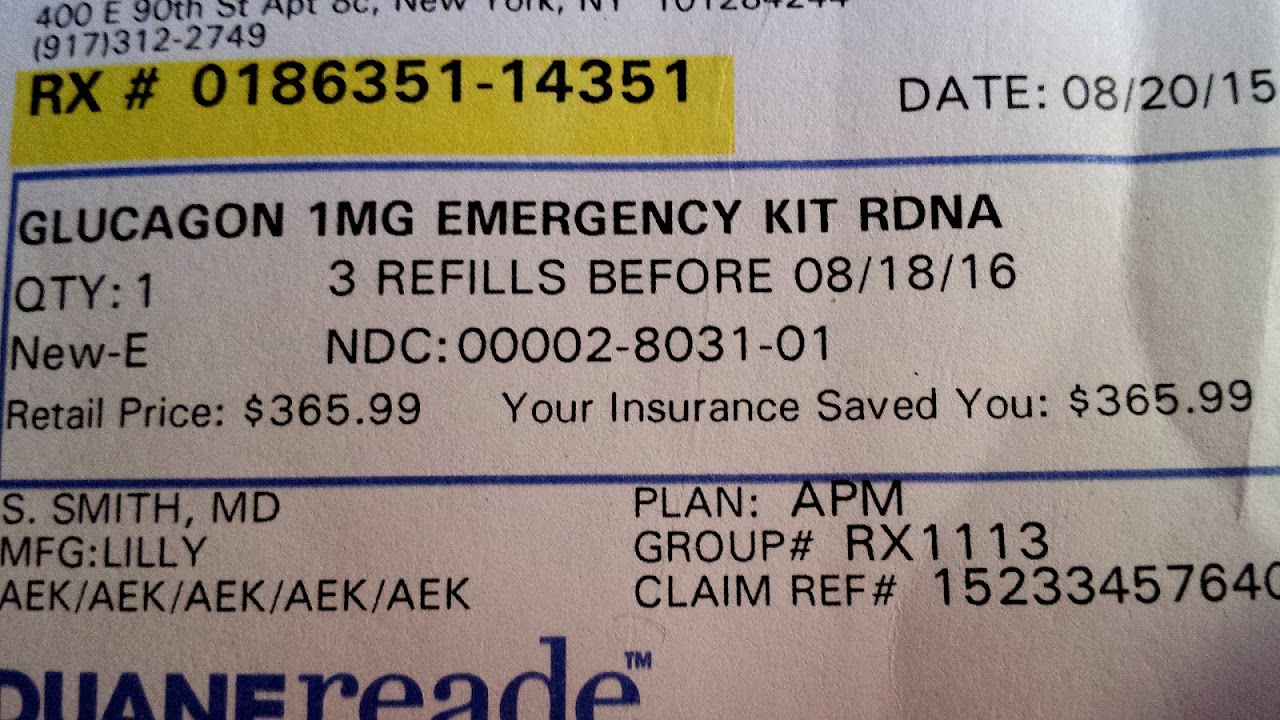 400 E 90th St Apt 8c, New York, NY 101284244
(917)312-2749
RX # 0186351-14351
DATE: 08/20/15
GLUCAGON 1MG EMERGENCY KIT RDNA
QTY: 1 3 REFILLS BEFORE 08/18/16
New-E NDC:00002-8031-01
Retail Price: $365.99 Your Insurance Saved You: $365.99
S. SMITH, MD PLAN: APM
MFG:LILLY GROUP# RX1113
AEK/AEK/AEK/AEK/AEK CLAIM REF# 15233457640
DUANEreade™